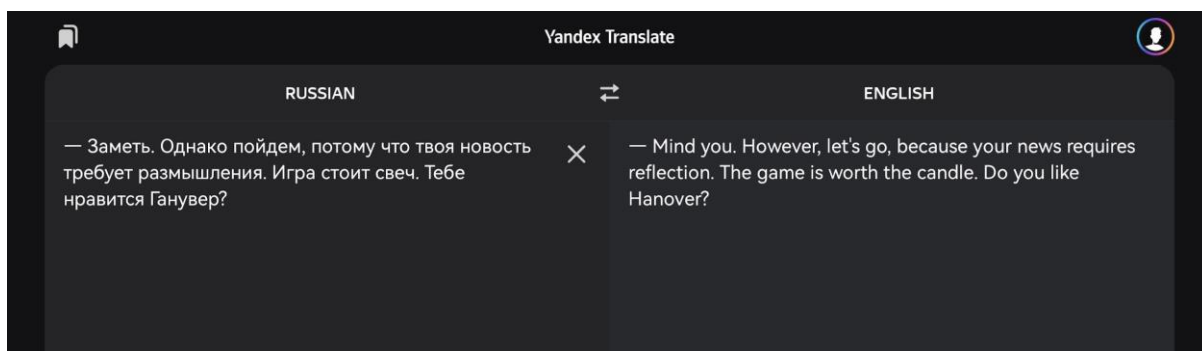 Yandex Translate
RUSSIAN
ENGLISH
— Заметь. Однако пойдем, потому что твоя новость
требует размышления. Игра стоит свеч. Тебе
нравится Ганувер?
— Mind you. However, let's go, because your news requires
reflection. The game is worth the candle. Do you like
Hanover?